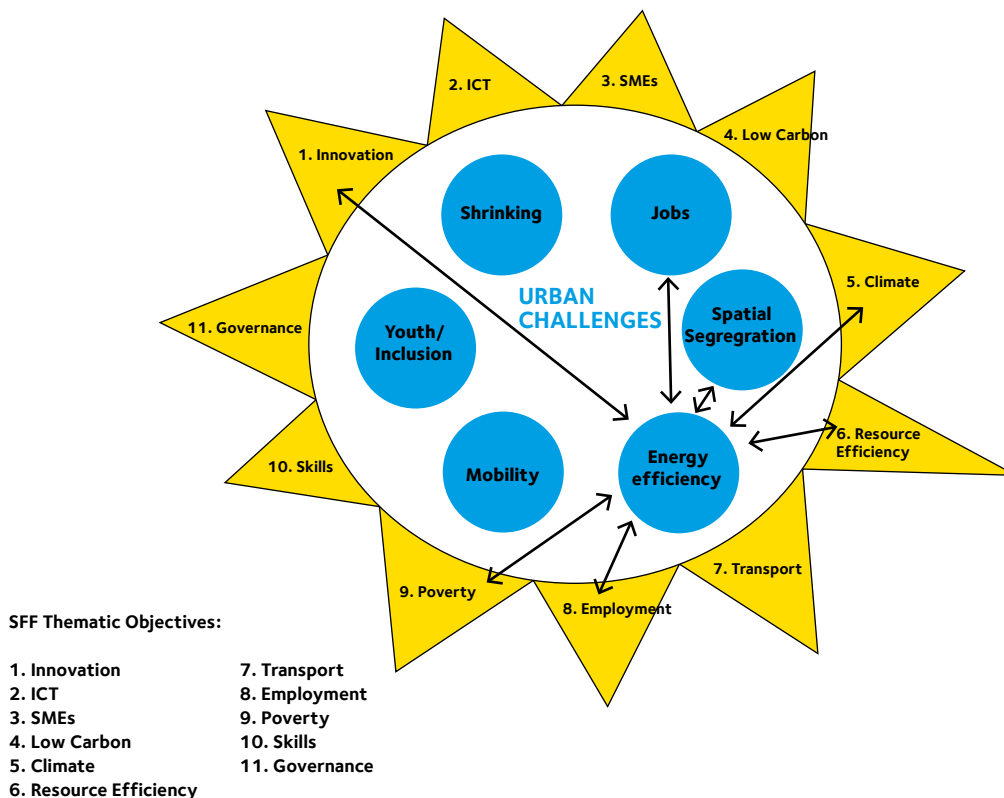 2. ICT
3. SMEs
1. Innovation
4. Low Carbon
Shrinking
Jobs
5. Climate
URBAN
CHALLENGES
11. Governance
Youth/
Inclusion
Spatial
Segregration
6. Resource
Efficiency
10. Skills
Mobility
Energy
efficiency
7. Transport
9. Poverty
8. Employment
SFF Thematic Objectives:
1. Innovation
2. ICT
3. SMEs
4. Low Carbon
5. Climate
6. Resource Efficiency
7. Transport
8. Employment
9. Poverty
10. Skills
11. Governance